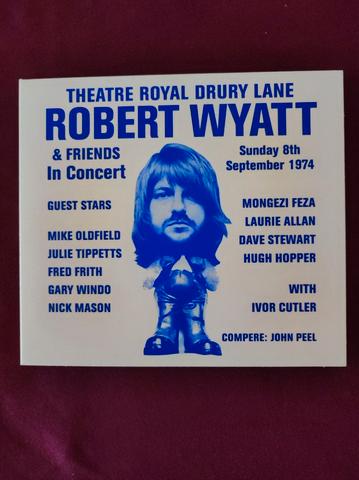 THEATRE ROYAL DRURY LANE
ROBERT WYATT
& FRIENDS
In Concert
Sunday 8th
September 1974
GUEST STARS
MIKE OLDFIELD
JULIE TIPPETTS
FRED FRITH
GARY WINDO
NICK MASON
MONGEZI FEZA
LAURIE ALLAN
DAVE STEWART
HUGH HOPPER
WITH
IVOR CUTLER
COMPERE: JOHN PEEL